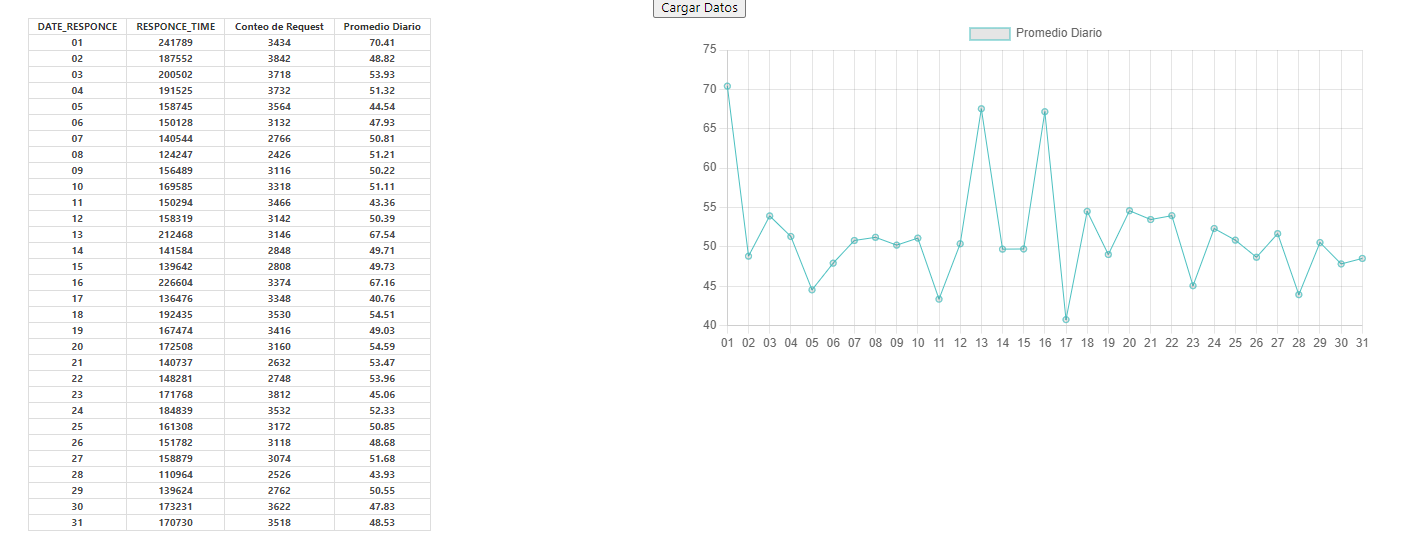 DATE_RESPONCE RESPONCE_TIME Conteo de Request Promedio Diario
01 241789 3434 70.41
02 187552 3842 48.82
03 200502 3718 53.93
04 191525 3732 51.32
05 158745 3564 44.54
06 150128 3132 47.93
07 140544 2766 50.81
08 124247 2426 51.21
09 156489 3116 50.22
10 169585 3318 51.11
11 150294 3466 43.36
12 158319 3142 50.39
13 212468 3146 67.54
14 141584 2848 49.71
15 139642 2808 49.73
16 226604 3374 67.16
17 136476 3348 40.76
18 192435 3530 54.51
19 167474 3416 49.03
20 172508 3160 54.59
21 140737 2632 53.47
22 148281 2748 53.96
23 171768 3812 45.06
24 184839 3532 52.33
25 161308 3172 50.85
26 151782 3118 48.68
27 158879 3074 51.68
28 110964 2526 43.93
29 139624 2762 50.55
30 173231 3622 47.83
31 170730 3518 48.53
Cargar Datos
Promedio Diario
75
70
65
60
55
50
45
40
01 02 03 04 05 06 07 08 09 10 11 12 13 14 15 16 17 18 19 20 21 22 23 24 25 26 27 28 29 30 31